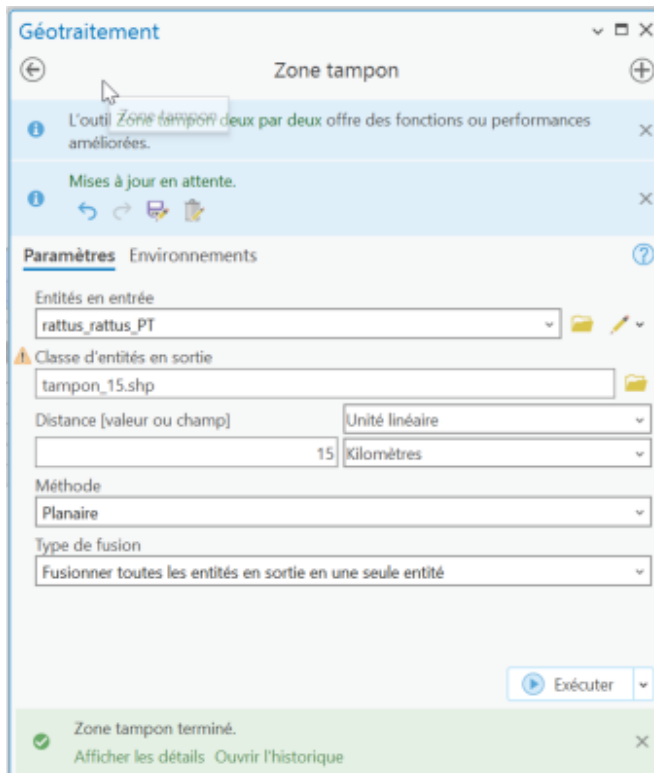 Géotraitement
Zone tampon
L'outil Zone tampon deux par deux offre des fonctions ou performances
améliorées.
Zone tampon
Mises à jour en attente.
Paramètres Environnements
Entités en entrée
rattus_rattus_PT
Classe d'entités en sortie
tampon_15.shp
Distance [valeur ou champ] Unité linéaire
15 Kilomètres
Méthode
Planaire
Type de fusion
Fusionner toutes les entités en sortie en une seule entité
Exécuter
Zone tampon terminé.
Afficher les détails Ouvrir l'historique